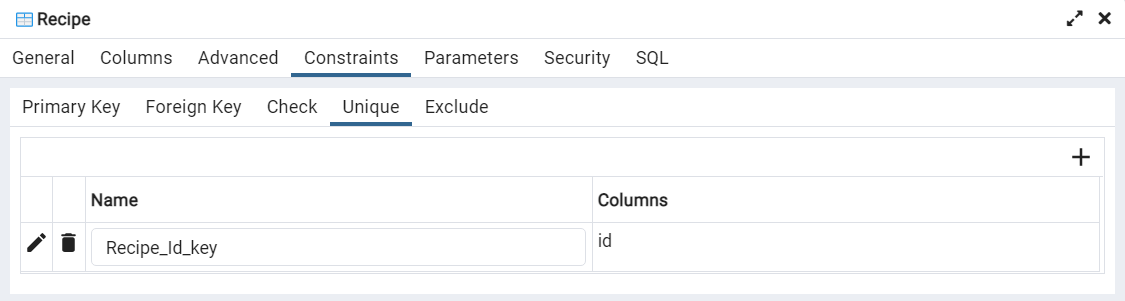 Recipe
General Columns Advanced Constraints Parameters Security SQL
Primary Key Foreign Key Check Unique Exclude
Name Columns
Recipe_Id_key id